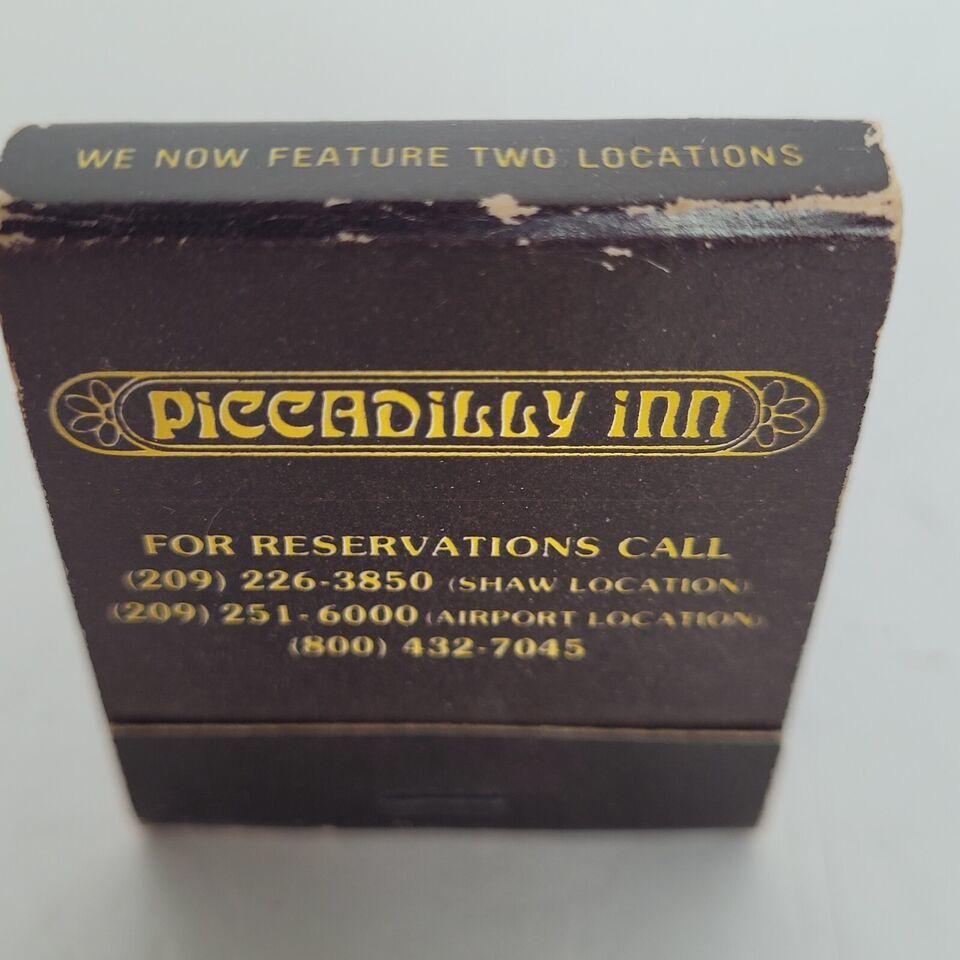 WE NOW FEATURE TWO LOCATIONS
PiCCADiLLY iNN
FOR RESERVATIONS CALL
(209) 226-3850 (SHAW LOCATION)
(209) 251-6000 (AIRPORT LOCATION)
(800) 432-7045